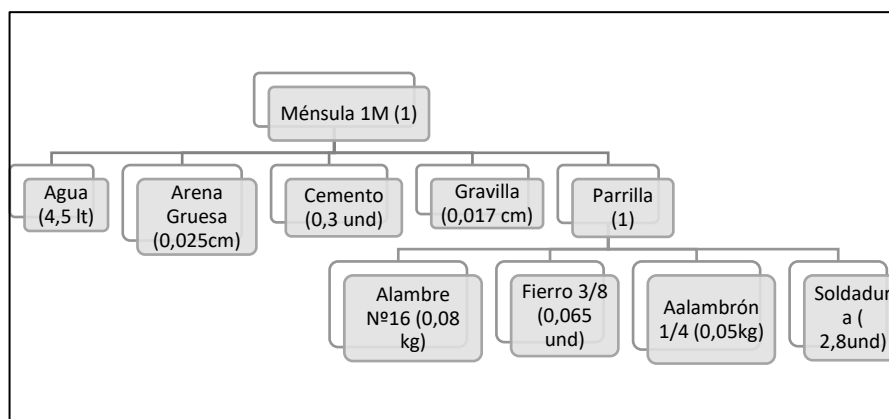 Ménsula 1M (1)
Agua
(4,5 lt)
Arena
Gruesa
(0,025cm)
Cemento
(0,3 und)
Gravilla
(0,017 cm)
Parrilla
(1)
Alambre
Nº16 (0,08
kg)
Fierro 3/8
(0,065
und)
Aalambrón
1/4 (0,05kg)
Soldadur
a (
2,8und)